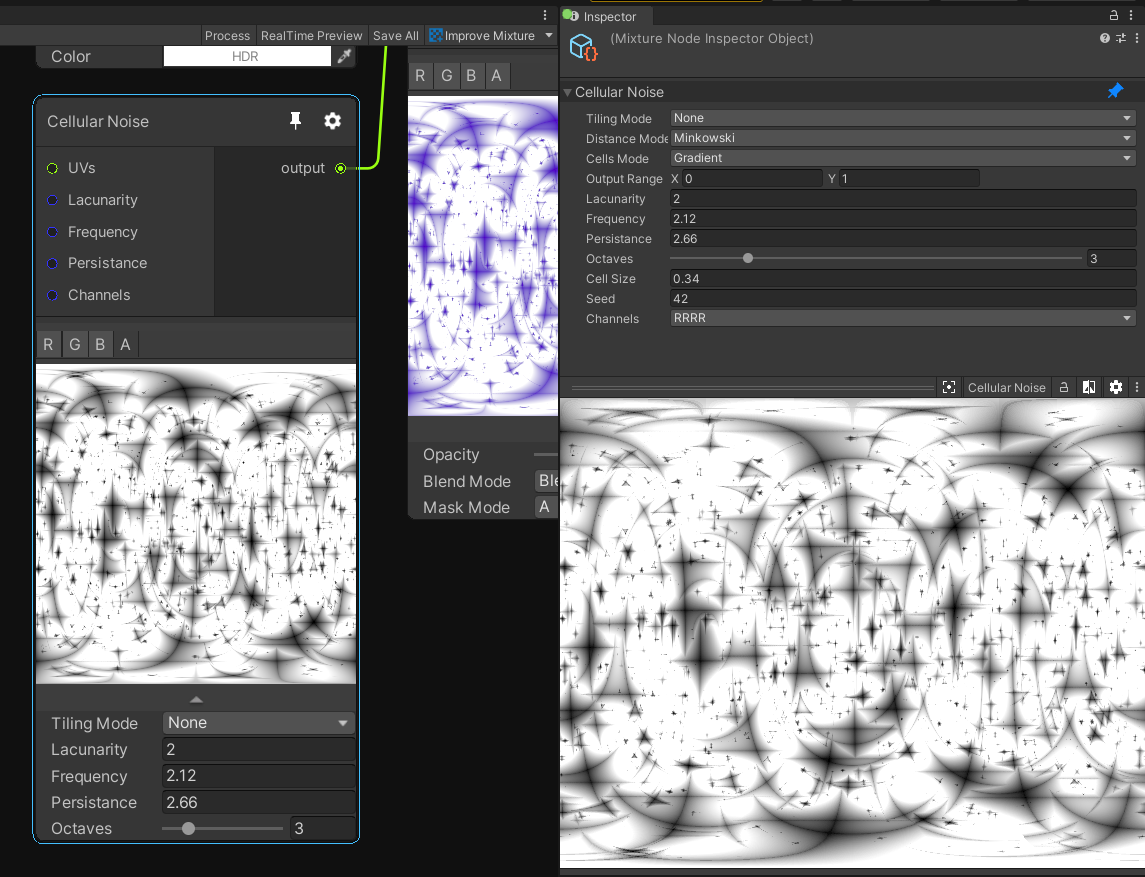 Process RealTime Preview Save All Improve Mixture
Color HDR
Cellular Noise
UVs output
Lacunarity
Frequency
Persistance
Channels
R G B A
Tiling Mode None
Lacunarity 2
Frequency 2.12
Persistance 2.66
Octaves 3
R G B A
Opacity
Blend Mode Ble
Mask Mode A
Inspector
(Mixture Node Inspector Object)
Cellular Noise
Tiling Mode None
Distance Mode Minkowski
Cells Mode Gradient
Output Range X 0 Y 1
Lacunarity 2
Frequency 2.12
Persistance 2.66
Octaves 3
Cell Size 0.34
Seed 42
Channels RRRR
Cellular Noise